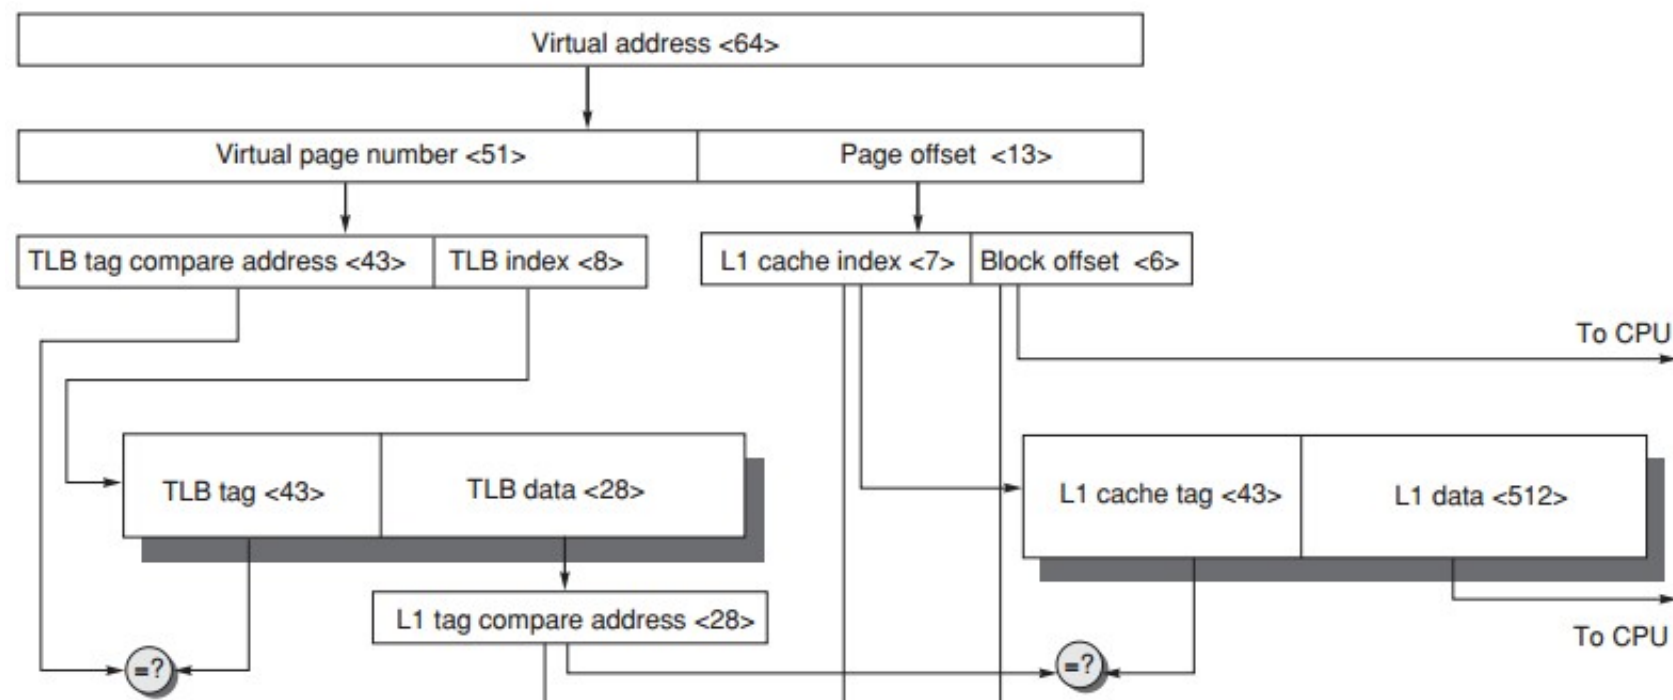 Virtual address <64>
Virtual page number <51>
Page offset <13>
TLB tag compare address <43>
TLB index <8>
L1 cache index <7>
Block offset <6>
To CPU
TLB tag <43>
TLB data <28>
L1 cache tag <43>
L1 data <512>
L1 tag compare address <28>
To CPU
=?
=?